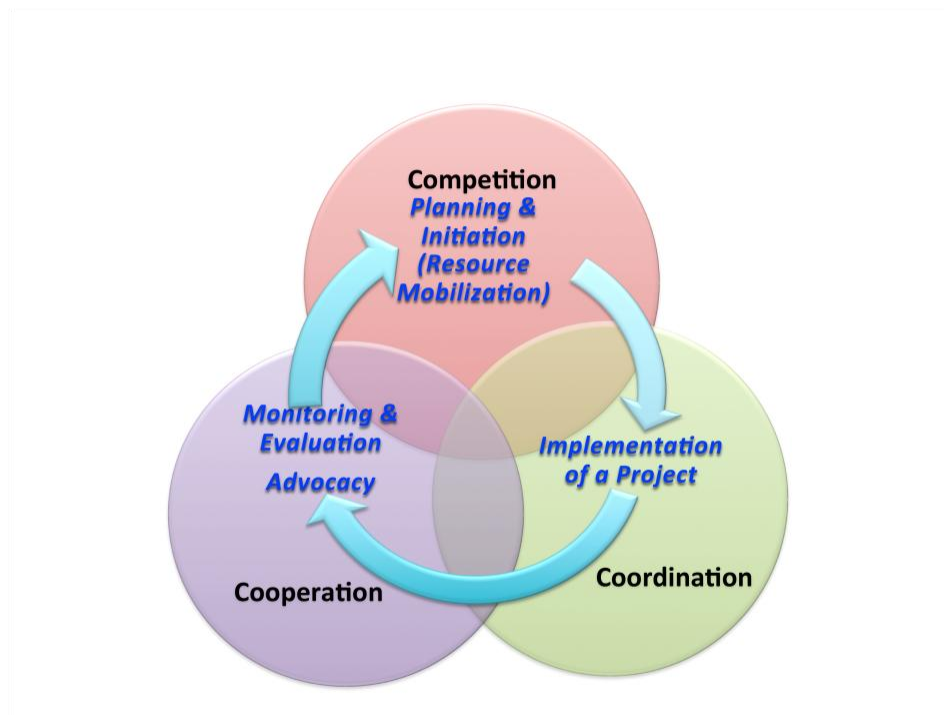 Competition
Planning &
Initiation
(Resource
Mobilization)
Monitoring &
Evaluation
Advocacy
Implementation
of a Project
Cooperation
Coordination